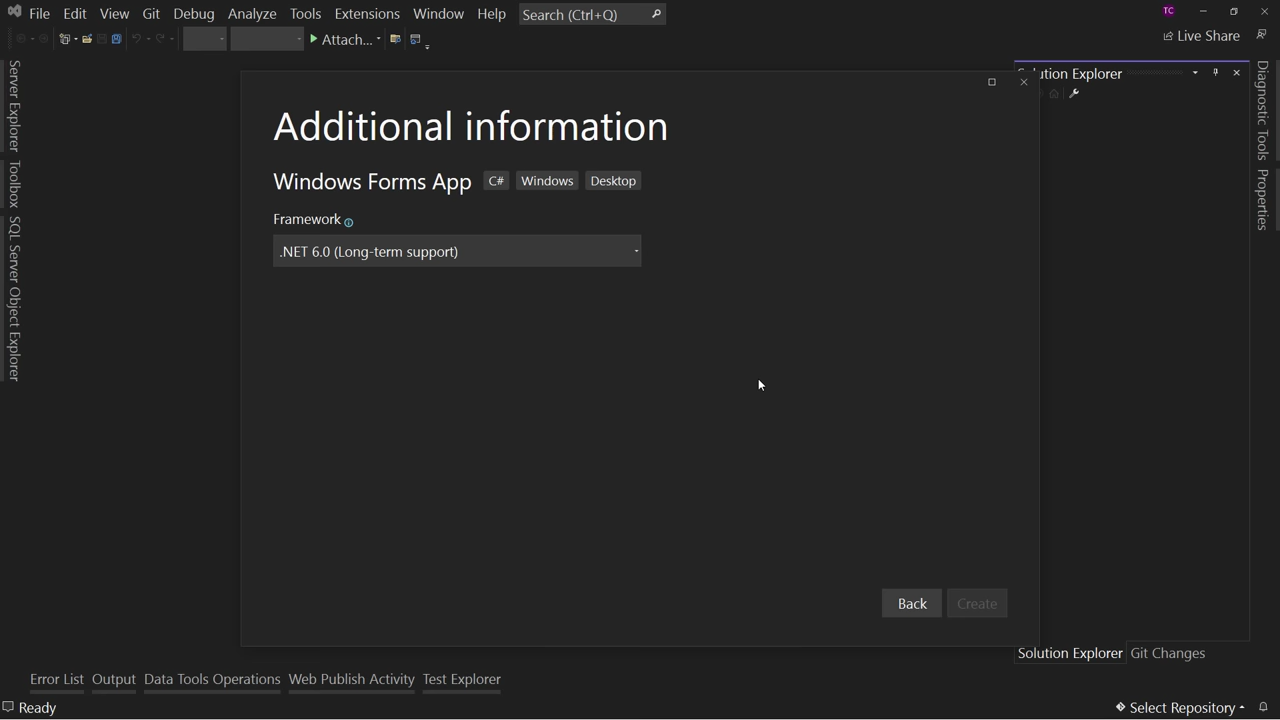 File Edit View Git Debug Analyze Tools Extensions Window Help Search (Ctrl+Q) TC
Attach... Live Share
Server Explorer
Toolbox
SQL Server Object Explorer
Additional information
Windows Forms App C# Windows Desktop
Framework
.NET 6.0 (Long-term support)
Back Create
Solution Explorer
Diagnostic Tools
Properties
Solution Explorer Git Changes
Error List Output Data Tools Operations Web Publish Activity Test Explorer
Ready Select Repository